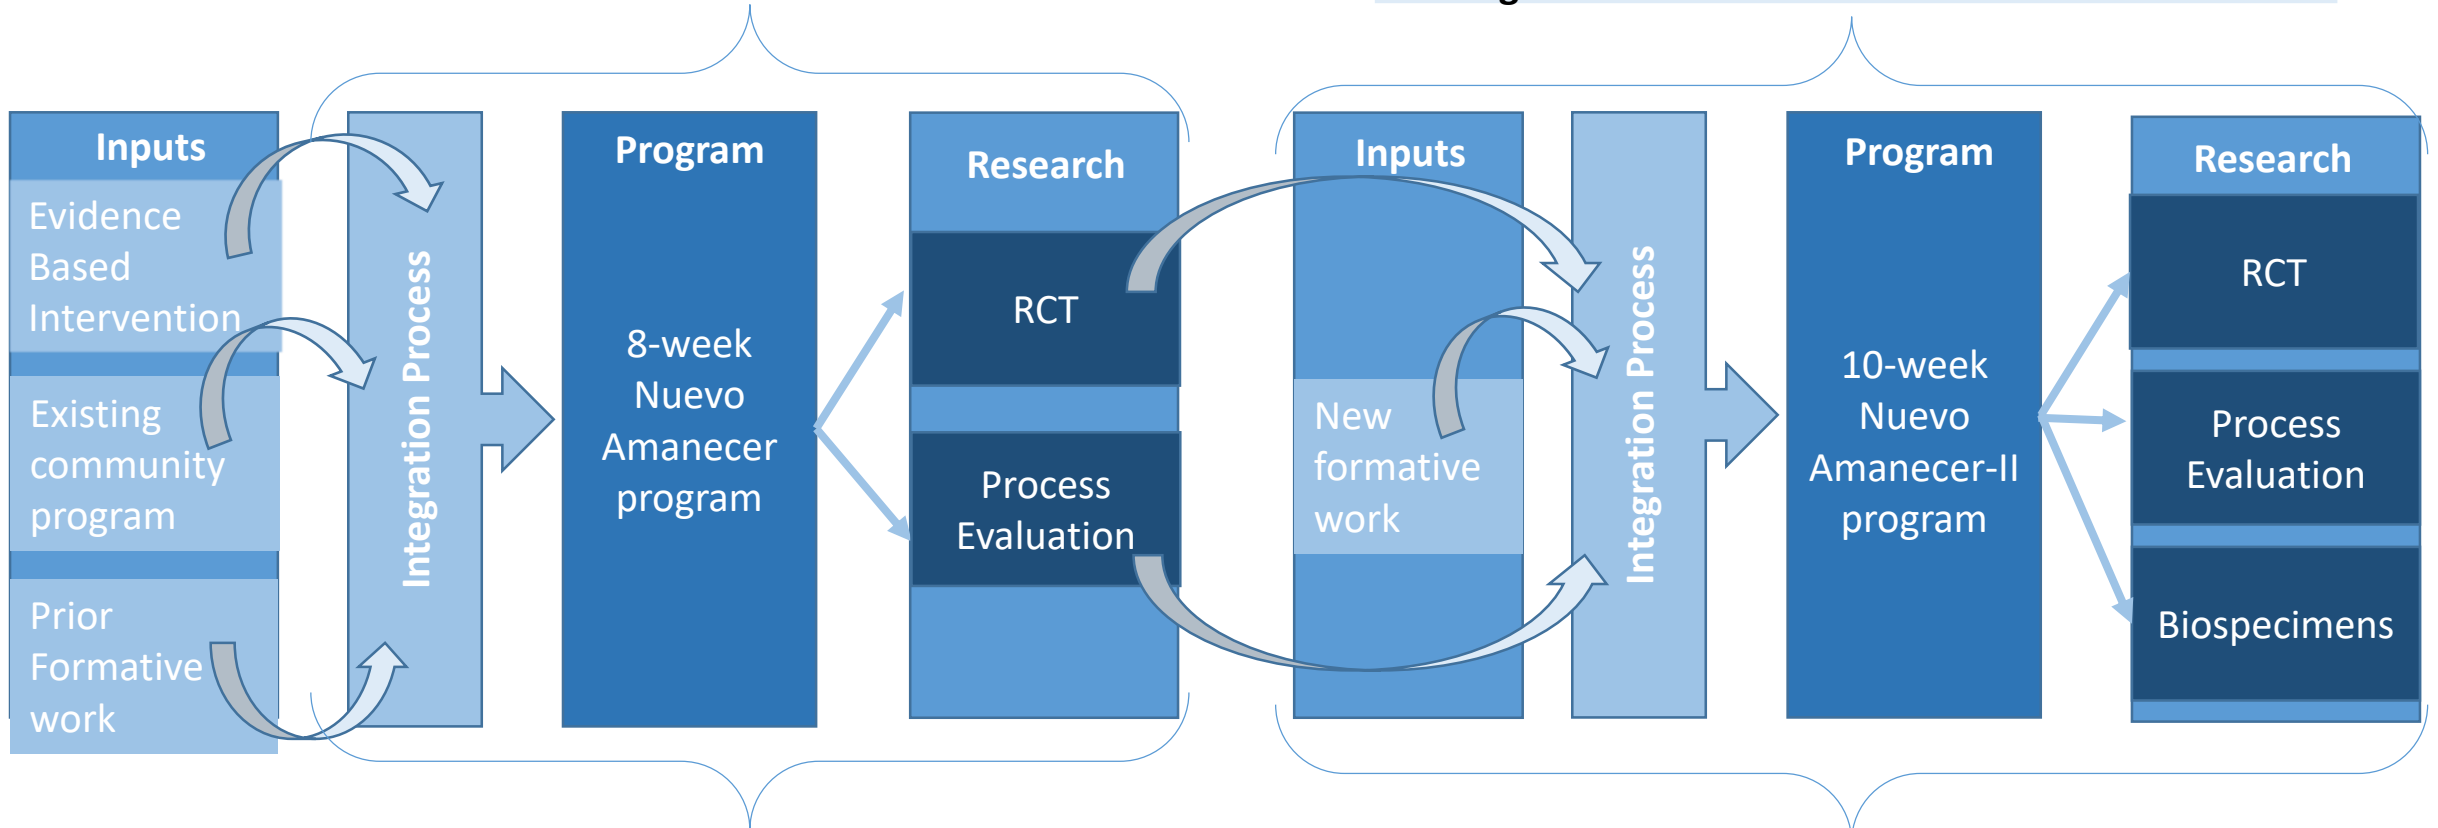 Inputs
Evidence
Based
Intervention
Existing
community
program
Prior
Formative
work
Integration Process
Program
8-week
Nuevo
Amanecer
program
Research
RCT
Process
Evaluation
Inputs
New
formative
work
Integration Process
Program
10-week
Nuevo
Amanecer-II
program
Research
RCT
Process
Evaluation
Biospecimens